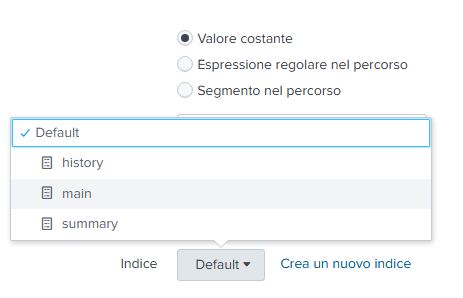 Valore costante
Espressione regolare nel percorso
Segmento nel percorso
Default
history
main
summary
Indice Default Crea un nuovo indice